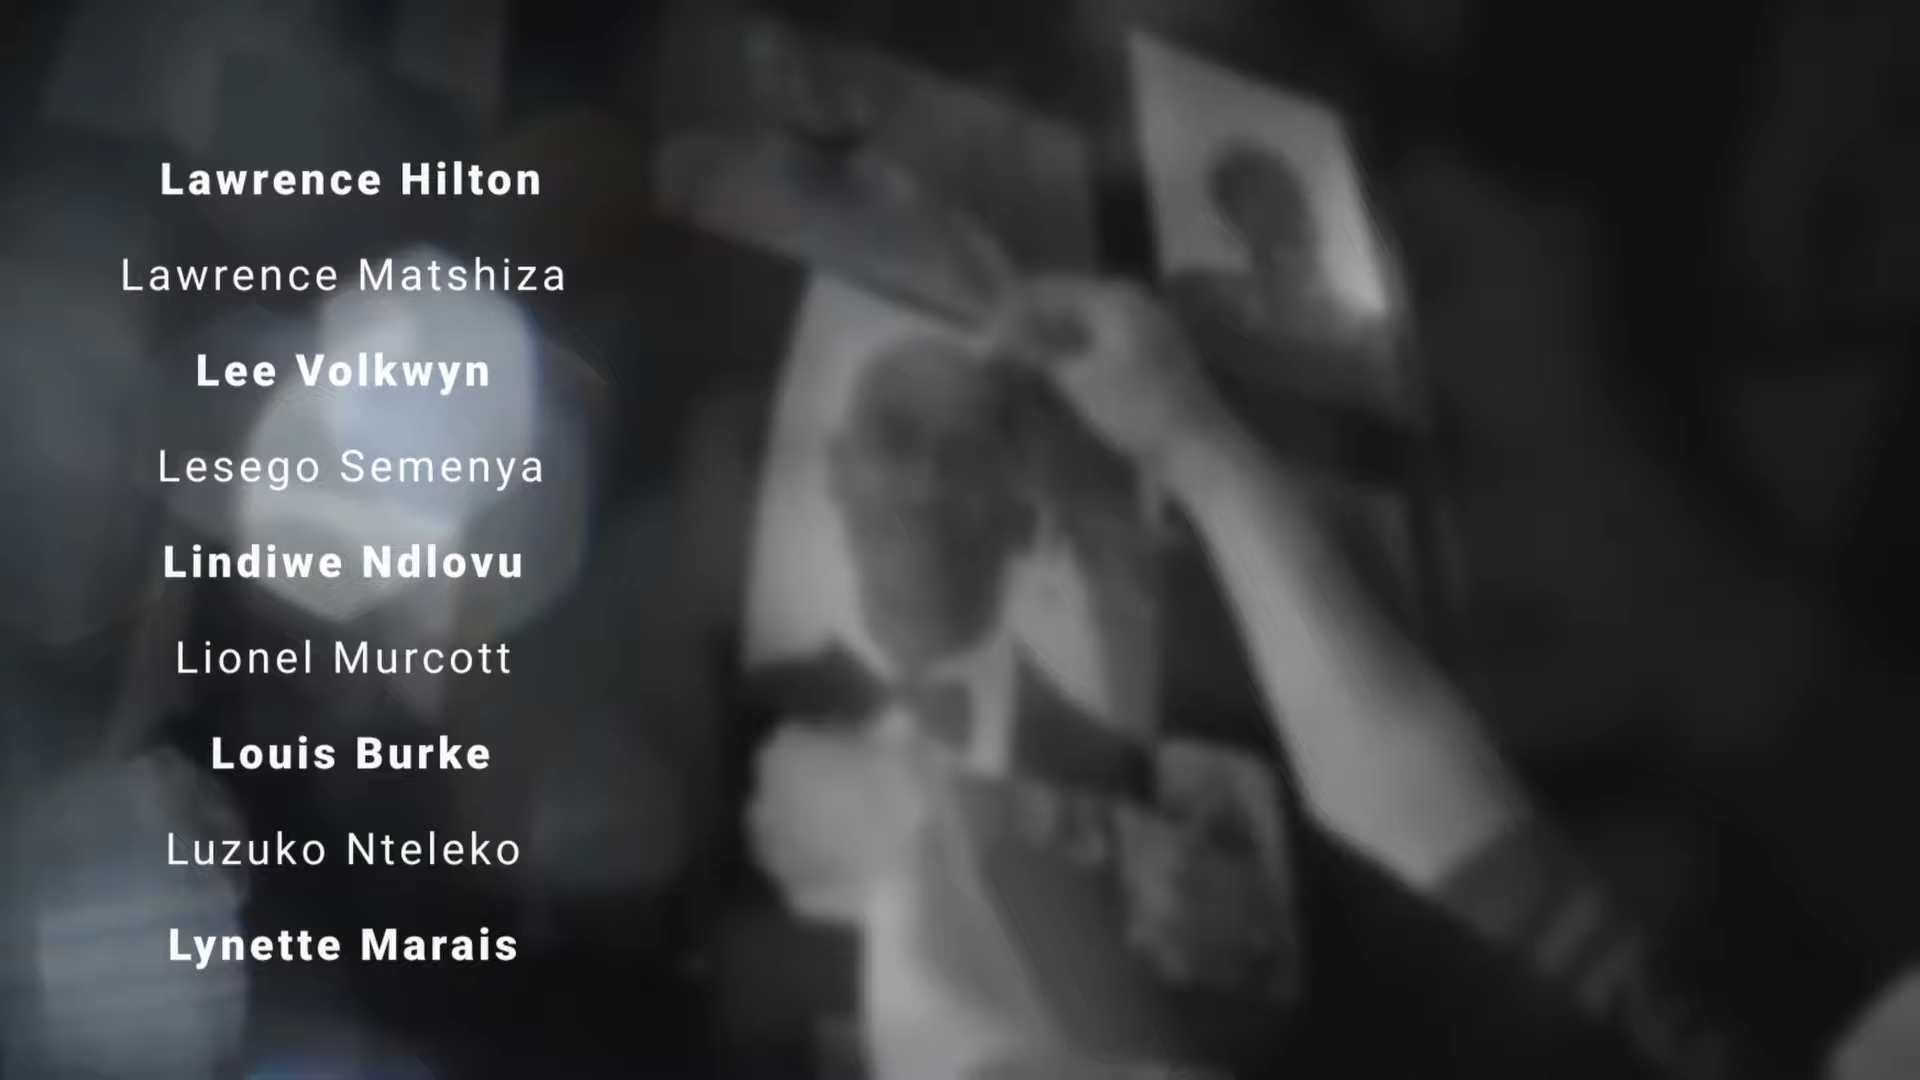 Lawrence Hilton
Lawrence Matshiza
Lee Volkwyn
Lesego Semenya
Lindiwe Ndlovu
Lionel Murcott
Louis Burke
Luzuko Nteleko
Lynette Marais